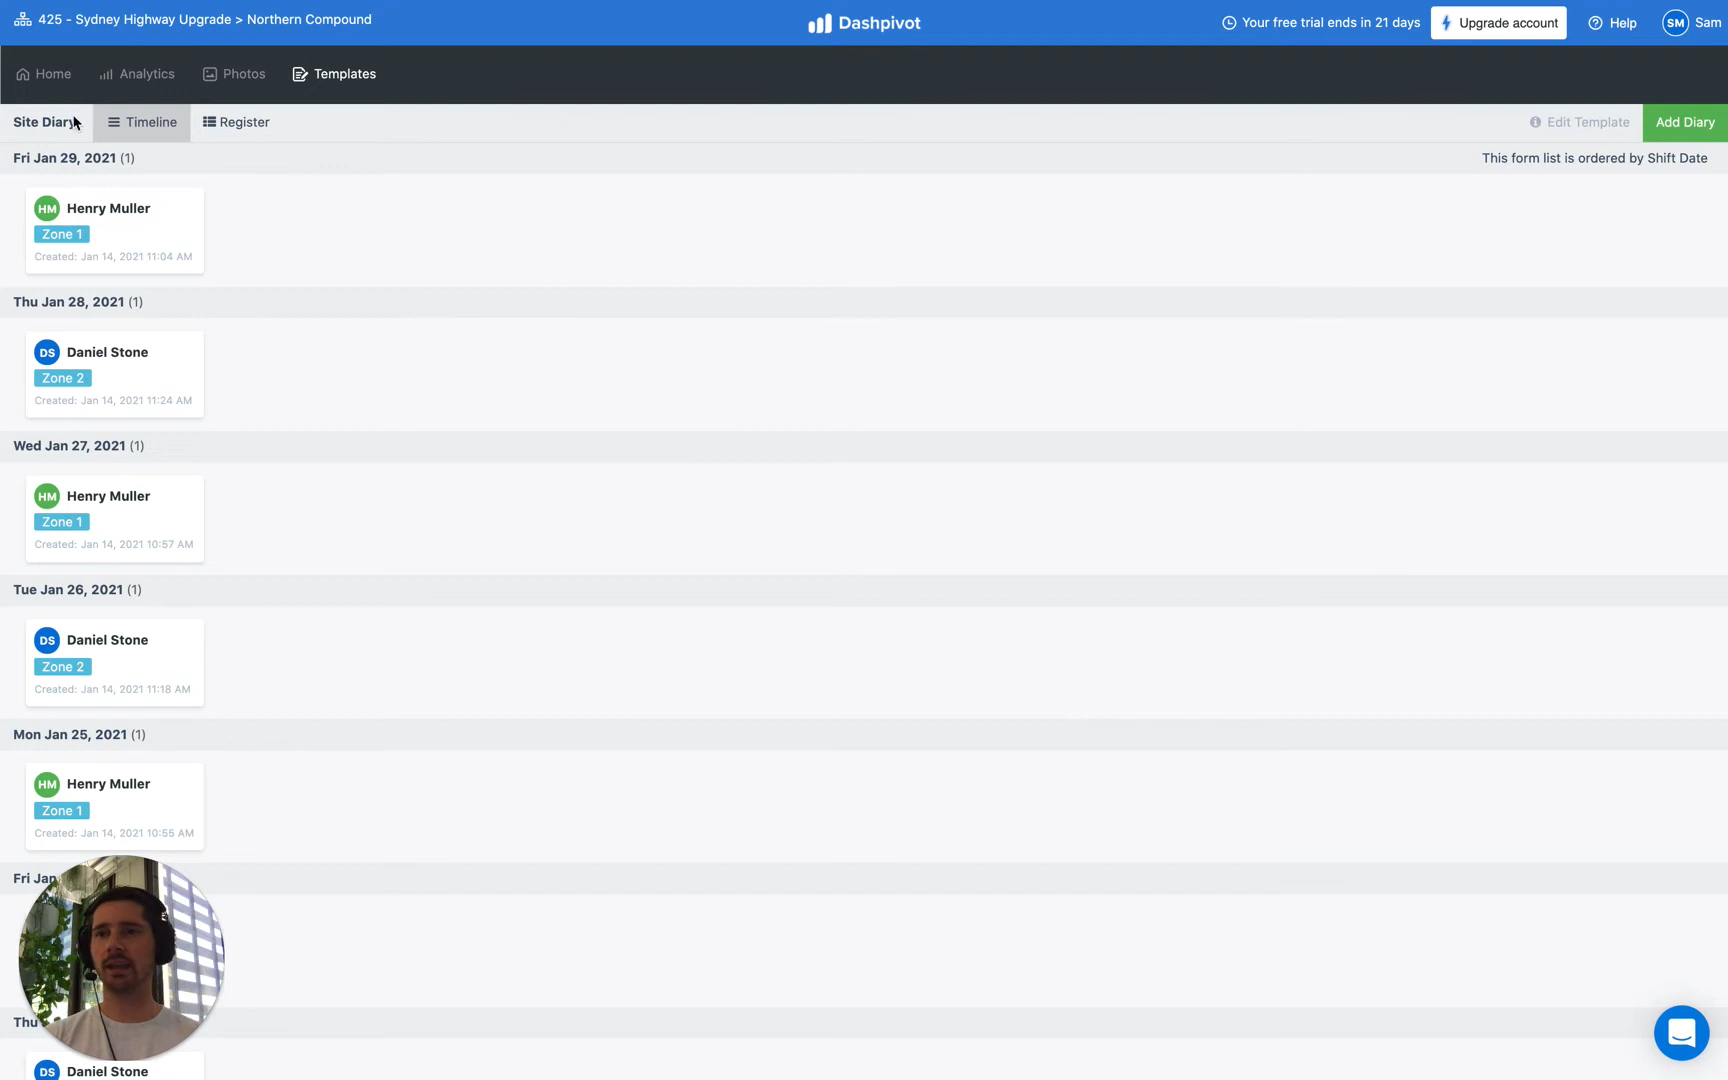 425 - Sydney Highway Upgrade > Northern Compound
Dashpivot
Your free trial ends in 21 days
Upgrade account
Help
SM Sam
Home
Analytics
Photos
Templates
Site Diary
Timeline
Register
Edit Template
Add Diary
Fri Jan 29, 2021 (1)
This form list is ordered by Shift Date
HM Henry Muller
Zone 1
Created: Jan 14, 2021 11:04 AM
Thu Jan 28, 2021 (1)
DS Daniel Stone
Zone 2
Created: Jan 14, 2021 11:24 AM
Wed Jan 27, 2021 (1)
HM Henry Muller
Zone 1
Created: Jan 14, 2021 10:57 AM
Tue Jan 26, 2021 (1)
DS Daniel Stone
Zone 2
Created: Jan 14, 2021 11:18 AM
Mon Jan 25, 2021 (1)
HM Henry Muller
Zone 1
Created: Jan 14, 2021 10:55 AM
Fri Jan
Thu
DS Daniel Stone